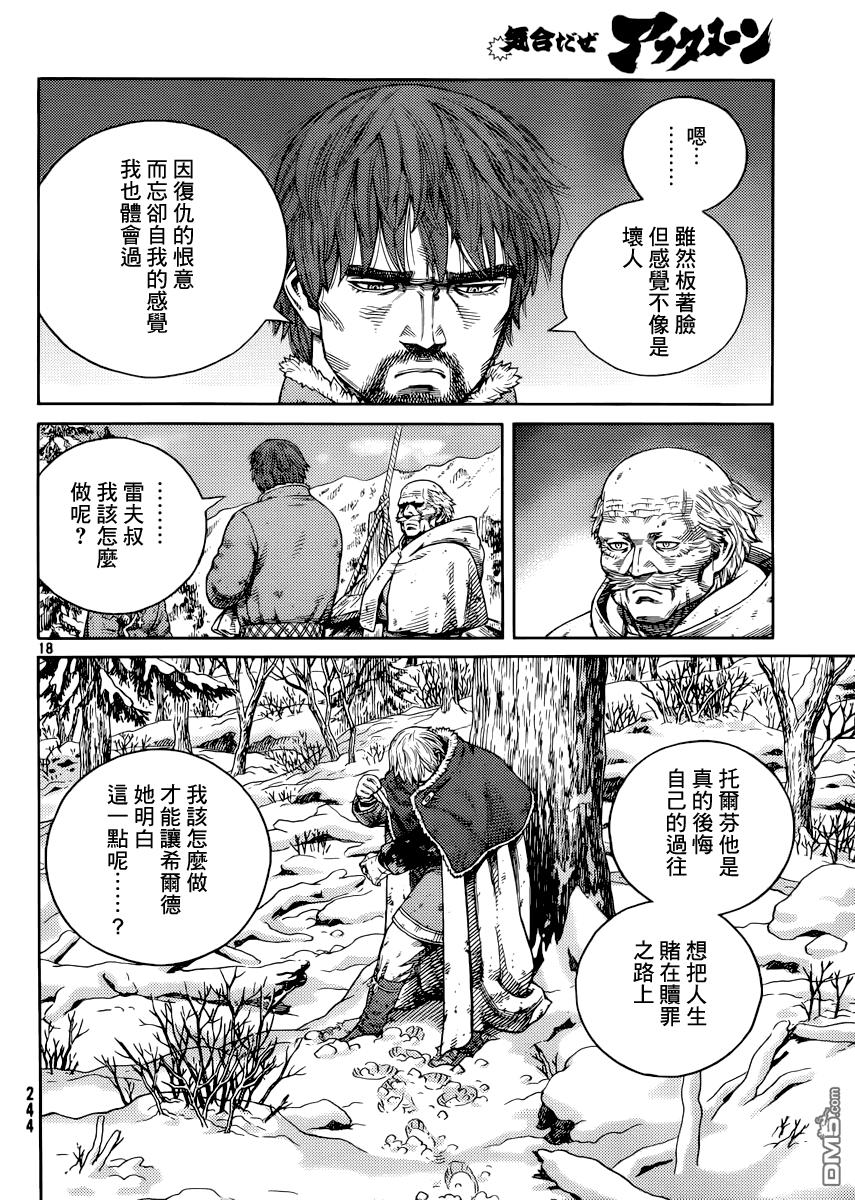 気合だぜ アフタヌーン
嗯…
………
雖然板著臉
但感覺不像是
壞人
因復仇的恨意
而忘卻自我的感覺
我也體會過
………
雷夫叔
我該怎麼
做呢?
18
托爾芬他是
真的後悔
自己的過往
想把人生
賭在贖罪
之路上
我該怎麼做
才能讓希爾德
她明白
這一點呢……?
244
DM5.com